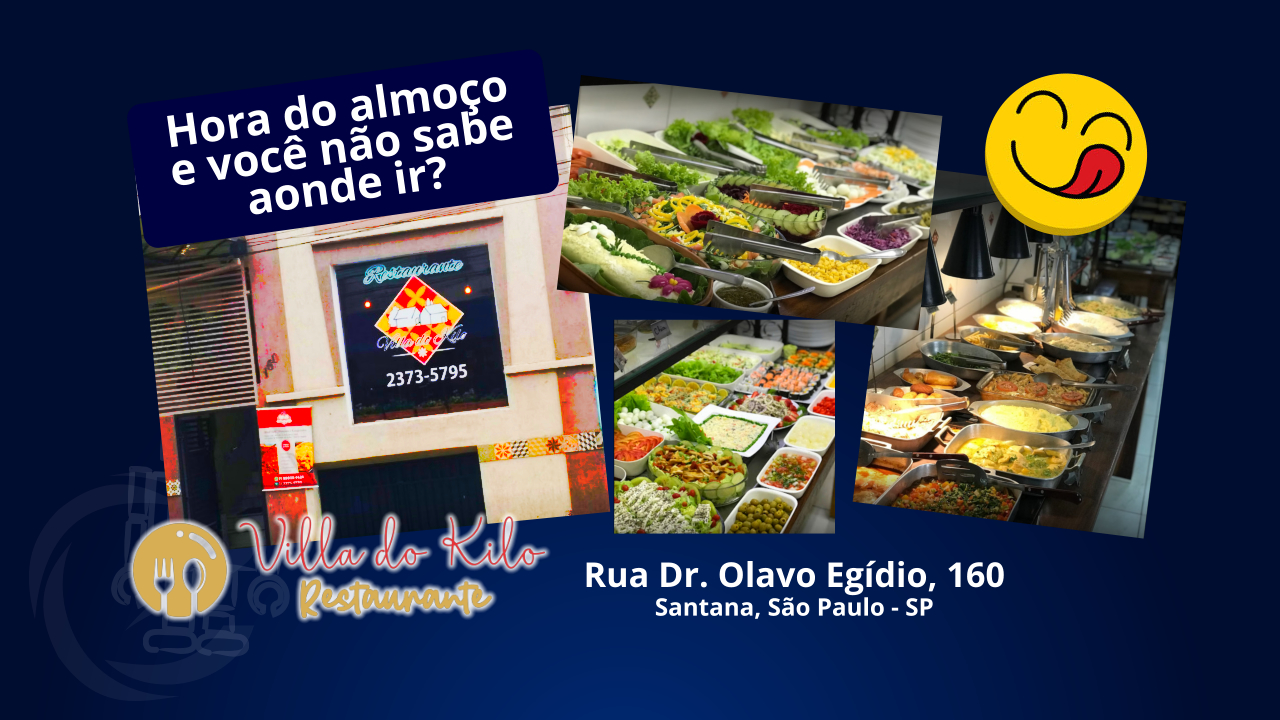 Hora do almoço
e você não sabe
aonde ir?
Restaurante
Villa do Kilo
2373-5795
Villa do Kilo
Restaurante
Rua Dr. Olavo Egídio, 160
Santana, São Paulo - SP